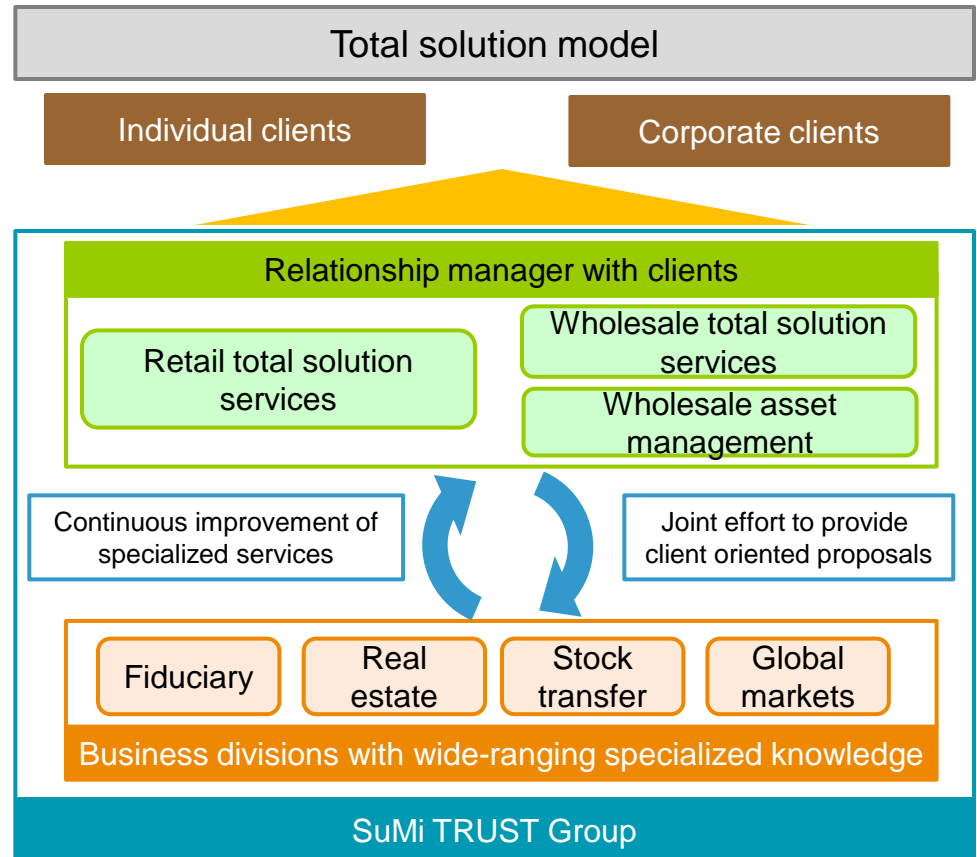 Total solution model
Individual clients
Corporate clients
Relationship manager with clients
Retail total solution
services
Wholesale total solution
services
Wholesale asset
management
Continuous improvement of
specialized services
Joint effort to provide
client oriented proposals
Fiduciary
Real
estate
Stock
transfer
Global
markets
Business divisions with wide-ranging specialized knowledge
SuMi TRUST Group